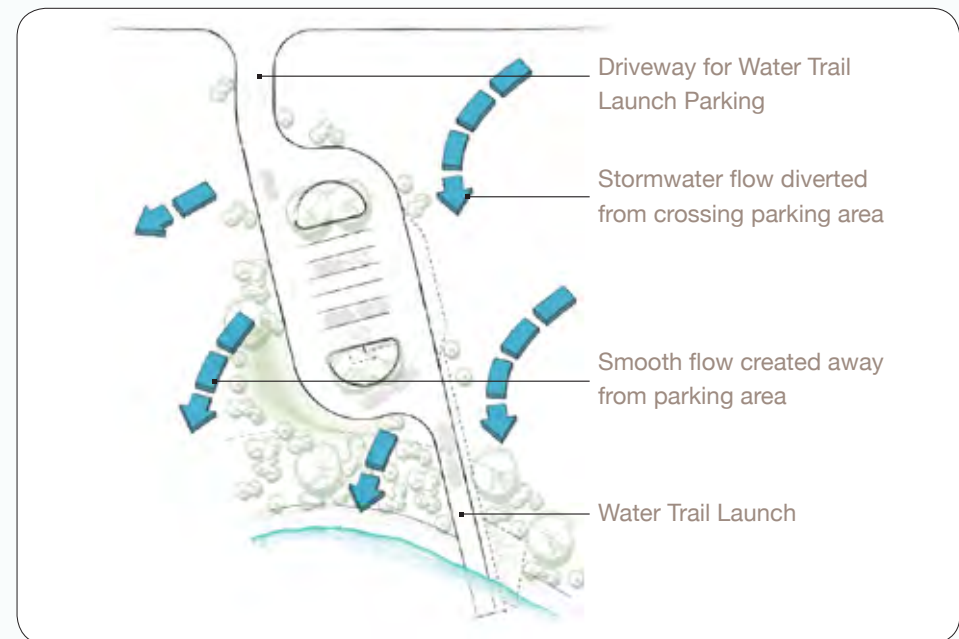 Driveway for Water Trail
Launch Parking
Stormwater flow diverted
from crossing parking area
Smooth flow created away
from parking area
Water Trail Launch